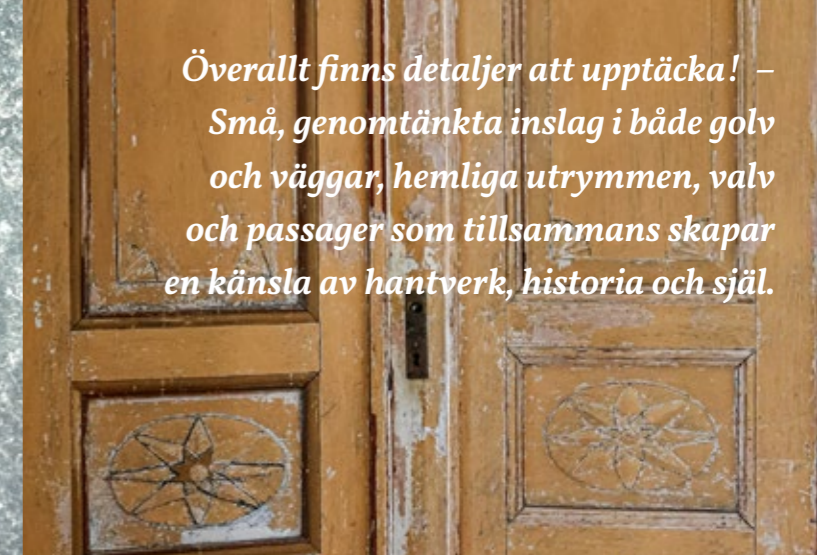 Överallt finns detaljer att upptäcka! –
Små, genomtänkta inslag i både golv
och väggar, hemliga utrymmen, valv
och passager som tillsammans skapar
en känsla av hantverk, historia och själ.